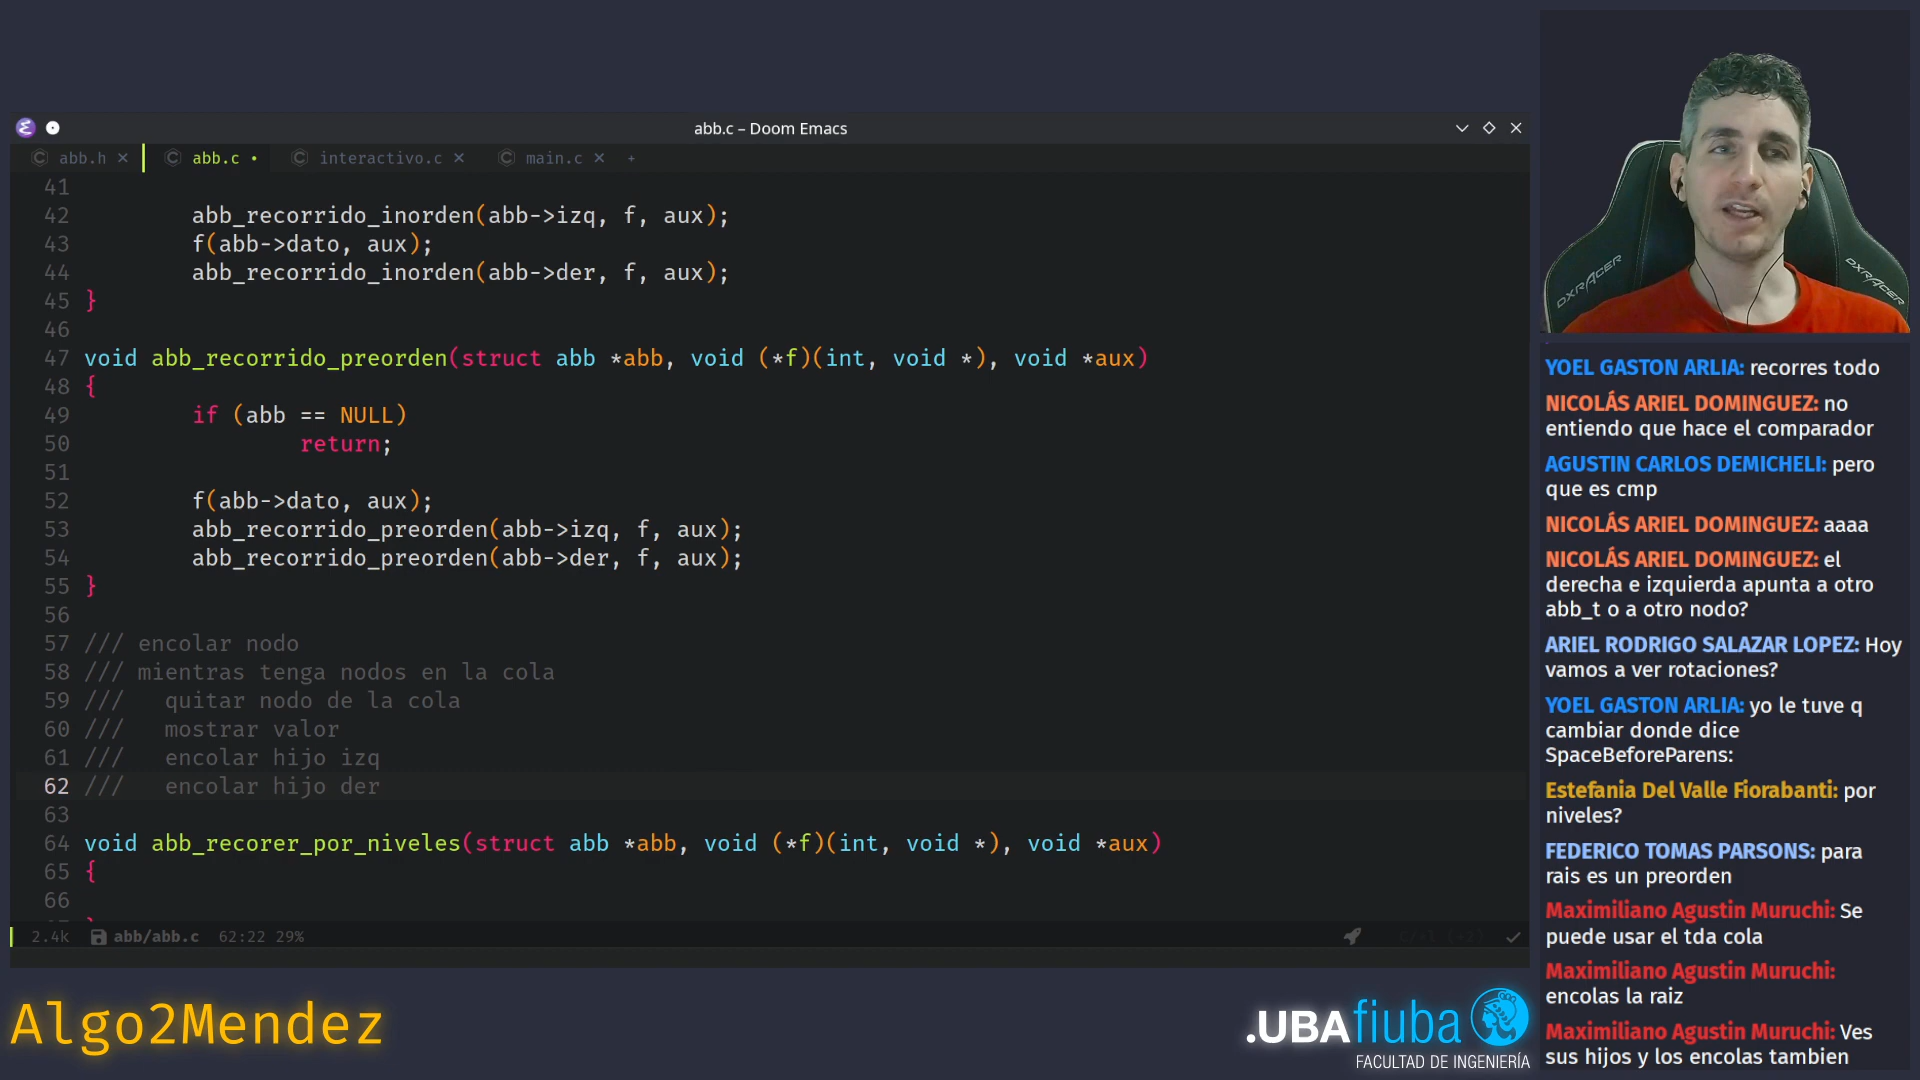 abb.c – Doom Emacs
abb.h × abb.c • interactivo.c × main.c × +
41
42 abb_recorrido_inorden(abb->izq, f, aux);
43 f(abb->dato, aux);
44 abb_recorrido_inorden(abb->der, f, aux);
45 }
46
47 void abb_recorrido_preorden(struct abb *abb, void (*f)(int, void *), void *aux)
48 {
49 if (abb == NULL)
50 return;
51
52 f(abb->dato, aux);
53 abb_recorrido_preorden(abb->izq, f, aux);
54 abb_recorrido_preorden(abb->der, f, aux);
55 }
56
57 /// encolar nodo
58 /// mientras tenga nodos en la cola
59 /// quitar nodo de la cola
60 /// mostrar valor
61 /// encolar hijo izq
62 /// encolar hijo der
63
64 void abb_recorer_por_niveles(struct abb *abb, void (*f)(int, void *), void *aux)
65 {
66
2.4k abb/abb.c 62:22 29%
DXRACER
DXRACER
YOEL GASTON ARLIA: recorres todo
NICOLÁS ARIEL DOMINGUEZ: no
entiendo que hace el comparador
AGUSTIN CARLOS DEMICHELI: pero
que es cmp
NICOLÁS ARIEL DOMINGUEZ: aaaa
NICOLÁS ARIEL DOMINGUEZ: el
derecha e izquierda apunta a otro
abb_t o a otro nodo?
ARIEL RODRIGO SALAZAR LOPEZ: Hoy
vamos a ver rotaciones?
YOEL GASTON ARLIA: yo le tuve q
cambiar donde dice
SpaceBeforeParens:
Estefania Del Valle Fiorabanti: por
niveles?
FEDERICO TOMAS PARSONS: para
rais es un preorden
Maximiliano Agustin Muruchi: Se
puede usar el tda cola
Maximiliano Agustin Muruchi:
encolas la raiz
Maximiliano Agustin Muruchi: Ves
sus hijos y los encolas tambien
Algo2Mendez
.UBAfiuba
FACULTAD DE INGENIERÍA